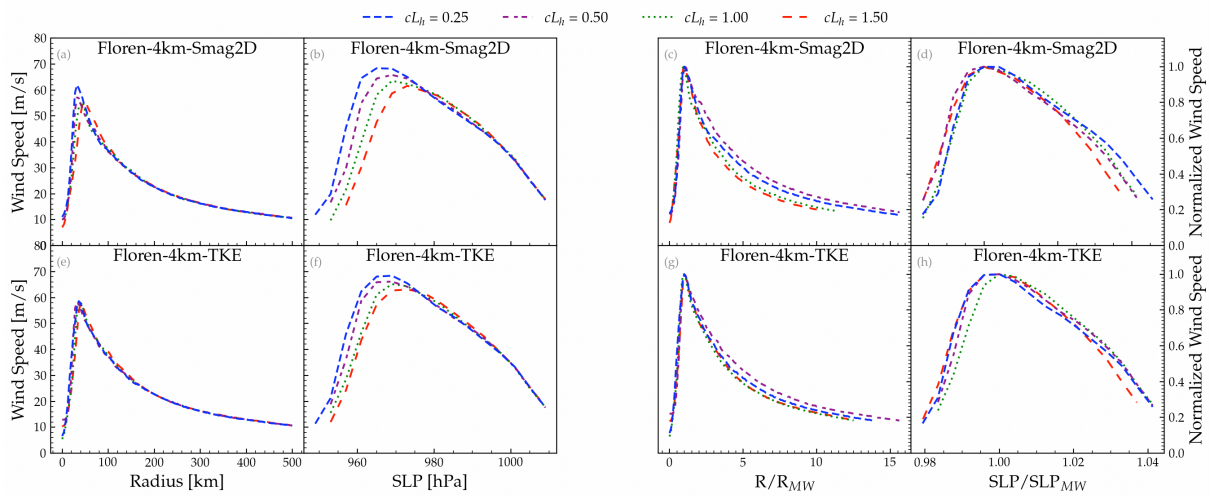 cL_h = 0.25 cL_h = 0.50 cL_h = 1.00 cL_h = 1.50
(a) Floren-4km-Smag2D
(b) Floren-4km-Smag2D
(c) Floren-4km-Smag2D
(d) Floren-4km-Smag2D
Wind Speed [m/s]
80
70
60
50
40
30
20
10
80
Normalized Wind Speed
1.0
0.8
0.6
0.4
0.2
0.0
(e) Floren-4km-TKE
(f) Floren-4km-TKE
(g) Floren-4km-TKE
(h) Floren-4km-TKE
Wind Speed [m/s]
70
60
50
40
30
20
10
0
Normalized Wind Speed
1.0
0.8
0.6
0.4
0.2
0.0
0 100 200 300 400 500
960 980 1000
0 5 10 15
0.98 1.00 1.02 1.04
Radius [km]
SLP [hPa]
R/R_MW
SLP/SLP_MW